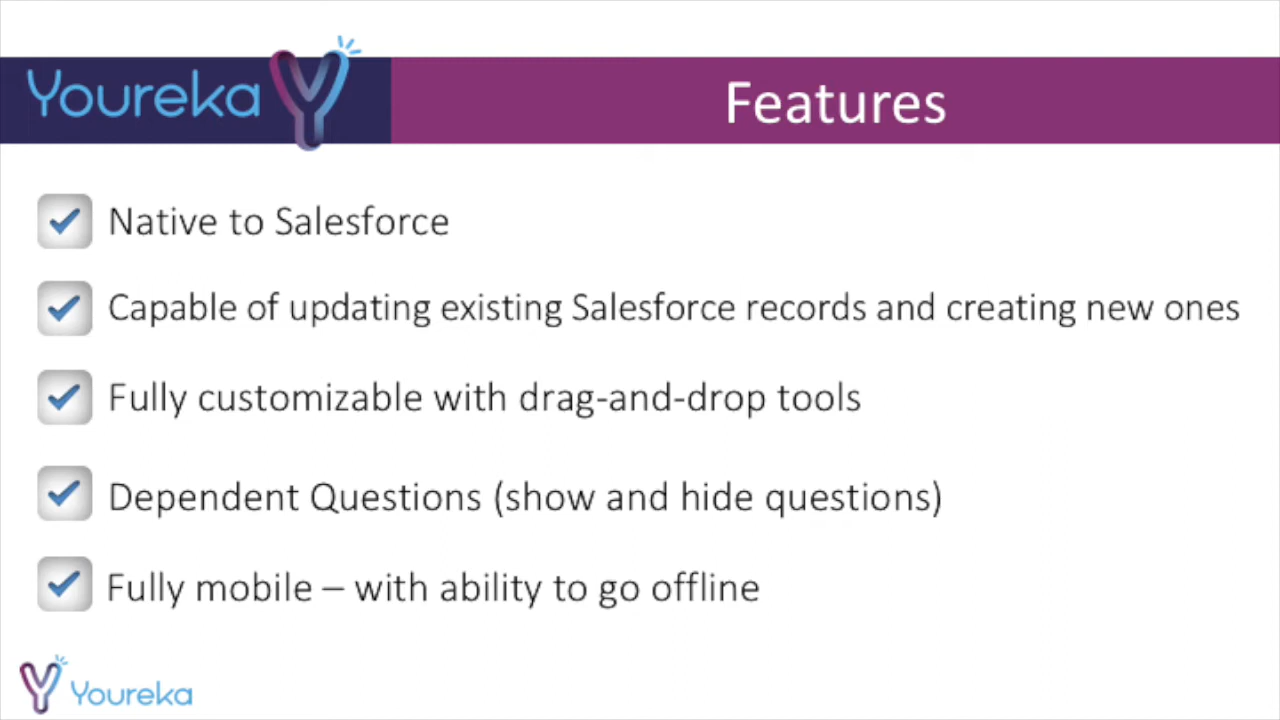 Youreka
Features
Native to Salesforce
Capable of updating existing Salesforce records and creating new ones
Fully customizable with drag-and-drop tools
Dependent Questions (show and hide questions)
Fully mobile – with ability to go offline
Youreka